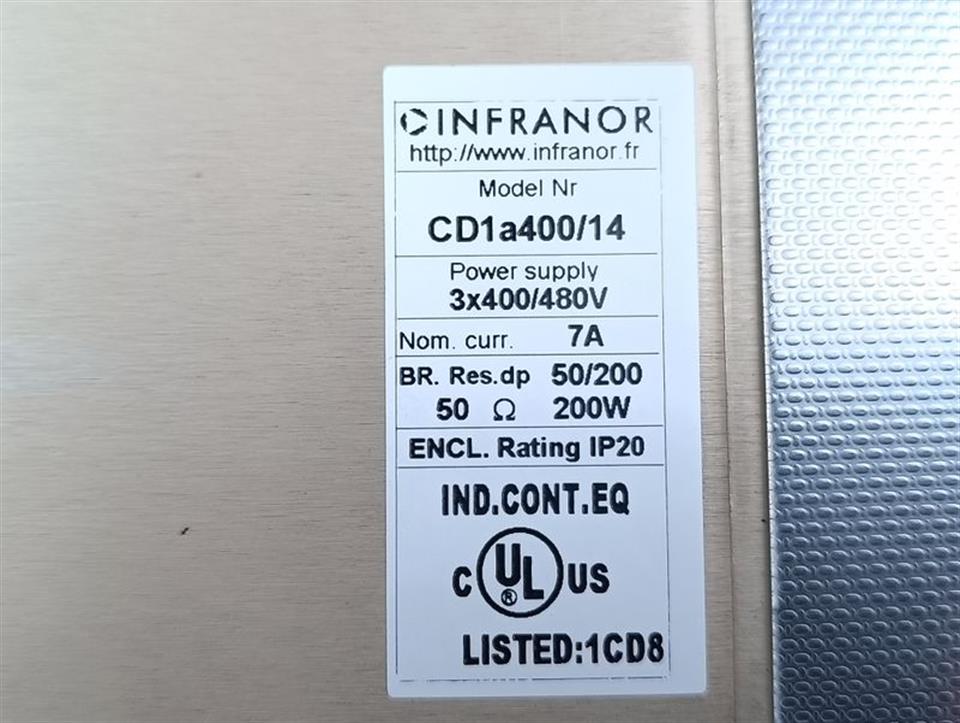 INFRANOR
http://www.infranor.fr
Model Nr
CD1a400/14
Power supply
3x400/480V
Nom. curr. 7A
BR. Res.dp 50/200
50 Ω 200W
ENCL. Rating IP20
IND.CONT.EQ
C UL ® US
LISTED:1CD8